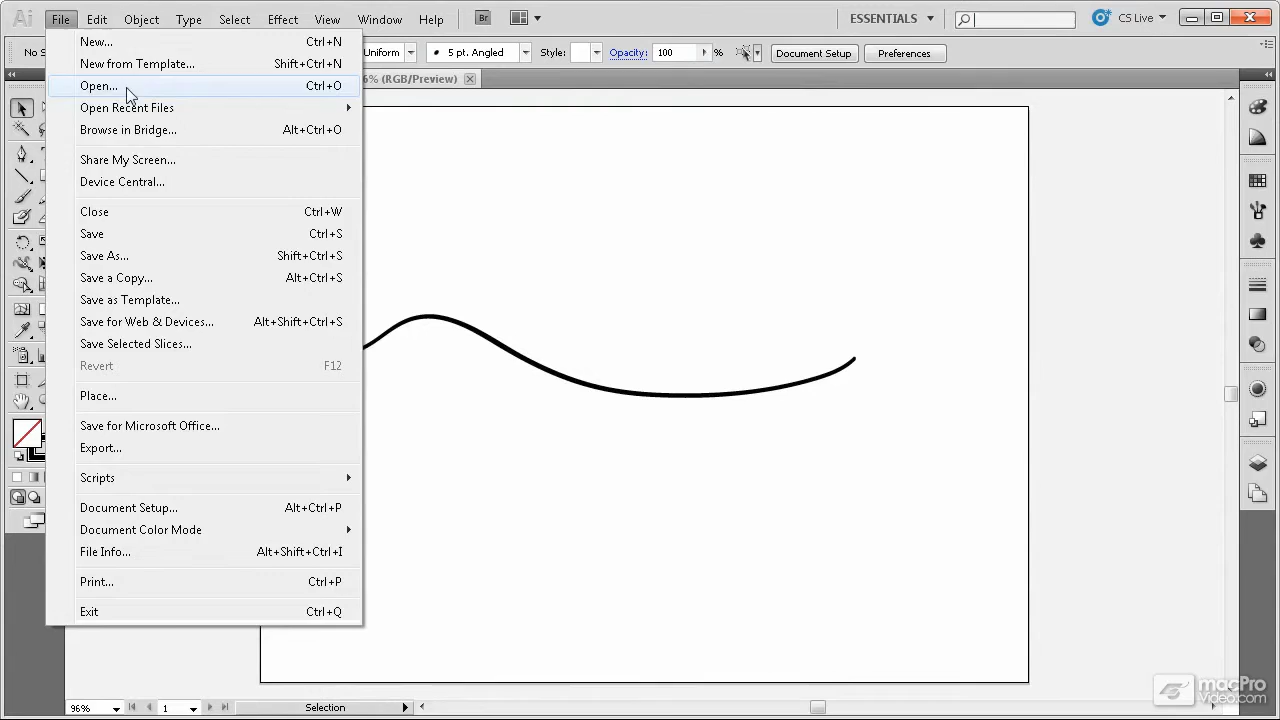 Ai File Edit Object Type Select Effect View Window Help Br ESSENTIALS CS Live
No S Uniform 5 pt. Angled Style: Opacity: 100 % Document Setup Preferences
6% (RGB/Preview)
New... Ctrl+N
New from Template... Shift+Ctrl+N
Open... Ctrl+O
Open Recent Files
Browse in Bridge... Alt+Ctrl+O
Share My Screen...
Device Central...
Close Ctrl+W
Save Ctrl+S
Save As... Shift+Ctrl+S
Save a Copy... Alt+Ctrl+S
Save as Template...
Save for Web & Devices... Alt+Shift+Ctrl+S
Save Selected Slices...
Revert F12
Place...
Save for Microsoft Office...
Export...
Scripts
Document Setup... Alt+Ctrl+P
Document Color Mode
File Info... Alt+Shift+Ctrl+I
Print... Ctrl+P
Exit Ctrl+Q
96% 1 Selection
macPro
Video.com